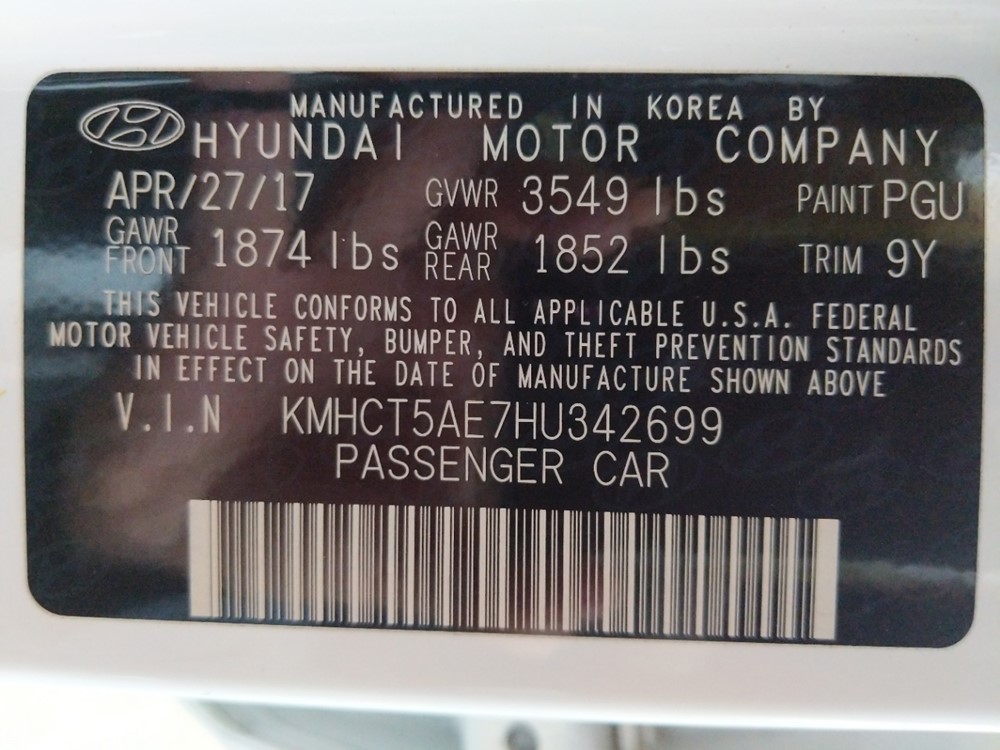 MANUFACTURED IN KOREA BY
HYUNDAI MOTOR COMPANY
APR/27/17 GVWR 3549 lbs PAINT PGU
GAWR FRONT 1874 lbs GAWR REAR 1852 lbs TRIM 9Y
THIS VEHICLE CONFORMS TO ALL APPLICABLE U.S.A. FEDERAL
MOTOR VEHICLE SAFETY, BUMPER, AND THEFT PREVENTION STANDARDS
IN EFFECT ON THE DATE OF MANUFACTURE SHOWN ABOVE
V.I.N KMHCT5AE7HU342699
PASSENGER CAR